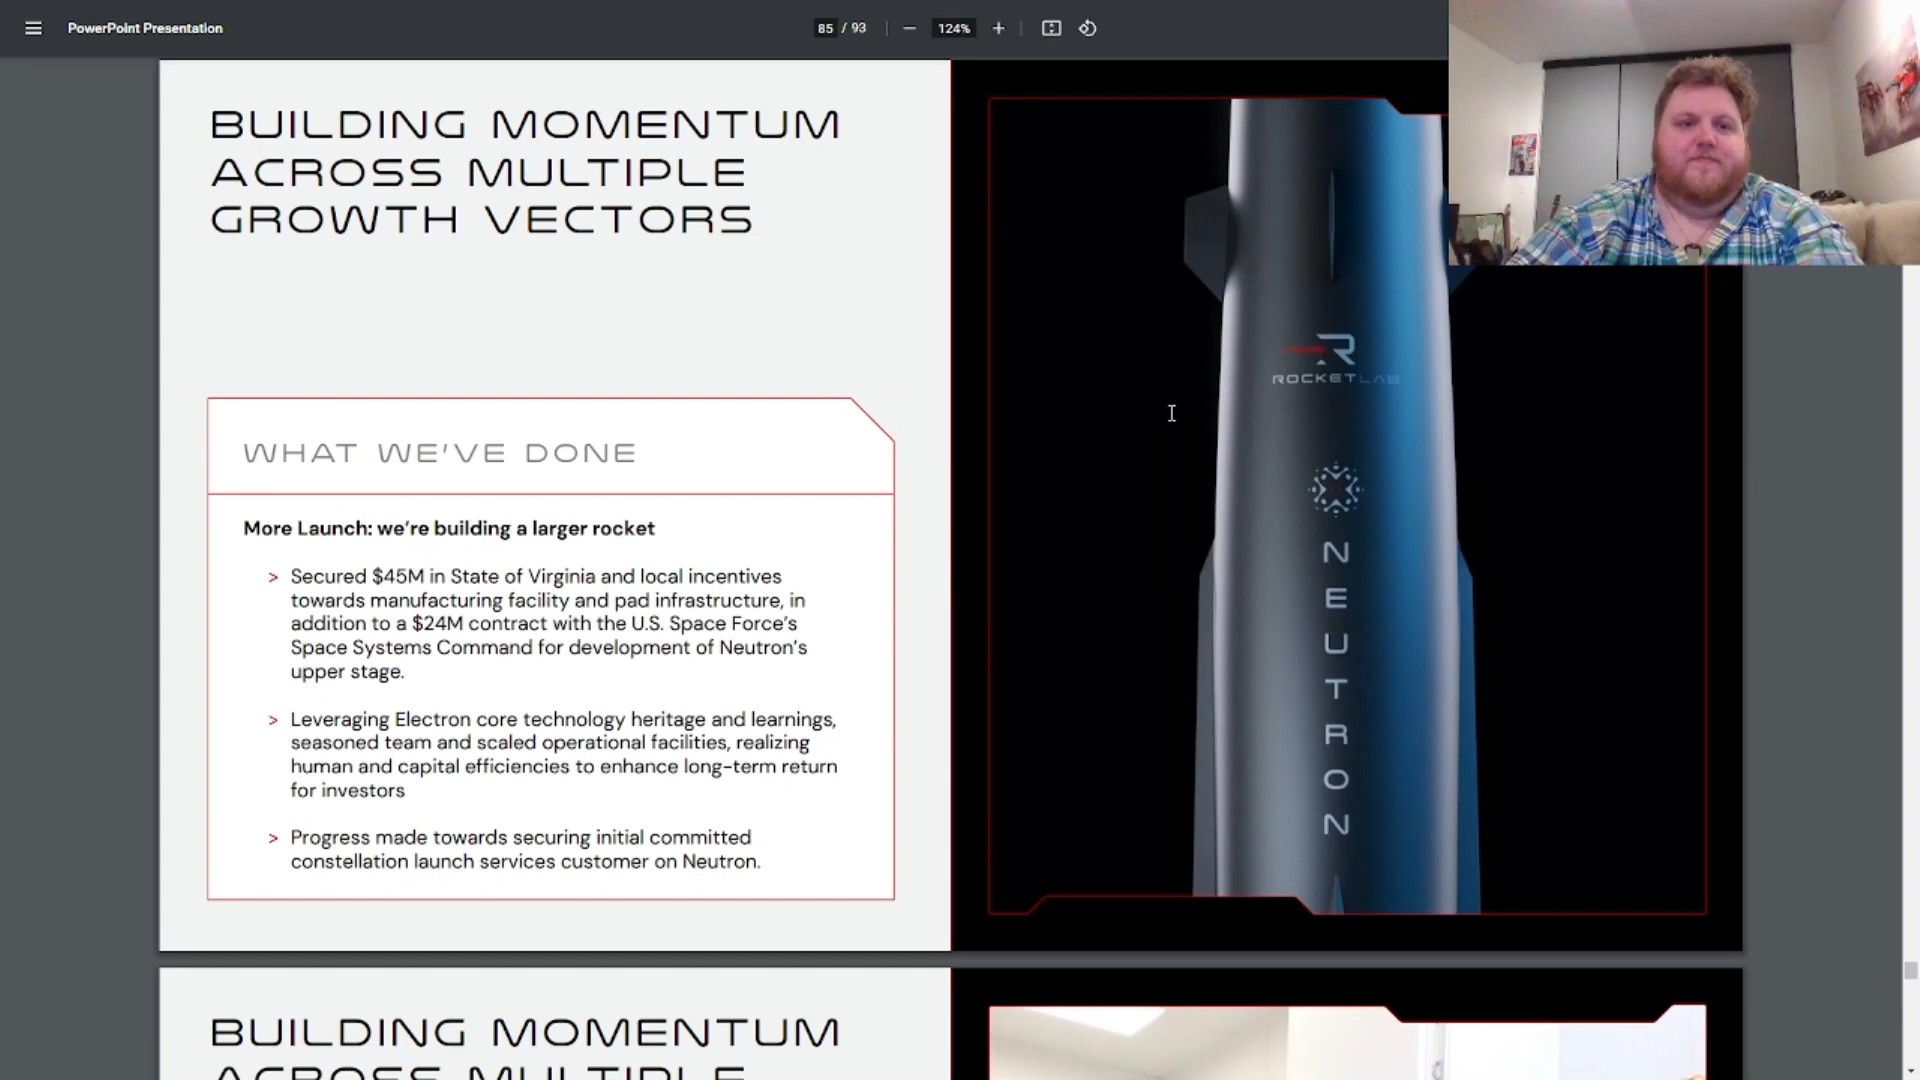 PowerPoint Presentation
85 / 93
124%
BUILDING MOMENTUM
ACROSS MULTIPLE
GROWTH VECTORS
WHAT WE'VE DONE
More Launch: we're building a larger rocket
> Secured $45M in State of Virginia and local incentives
towards manufacturing facility and pad infrastructure, in
addition to a $24M contract with the U.S. Space Force's
Space Systems Command for development of Neutron's
upper stage.
> Leveraging Electron core technology heritage and learnings,
seasoned team and scaled operational facilities, realizing
human and capital efficiencies to enhance long-term return
for investors
> Progress made towards securing initial committed
constellation launch services customer on Neutron.
R
ROCKETLAB
NEUTRON
BUILDING MOMENTUM
ACROSS MULTIPLE